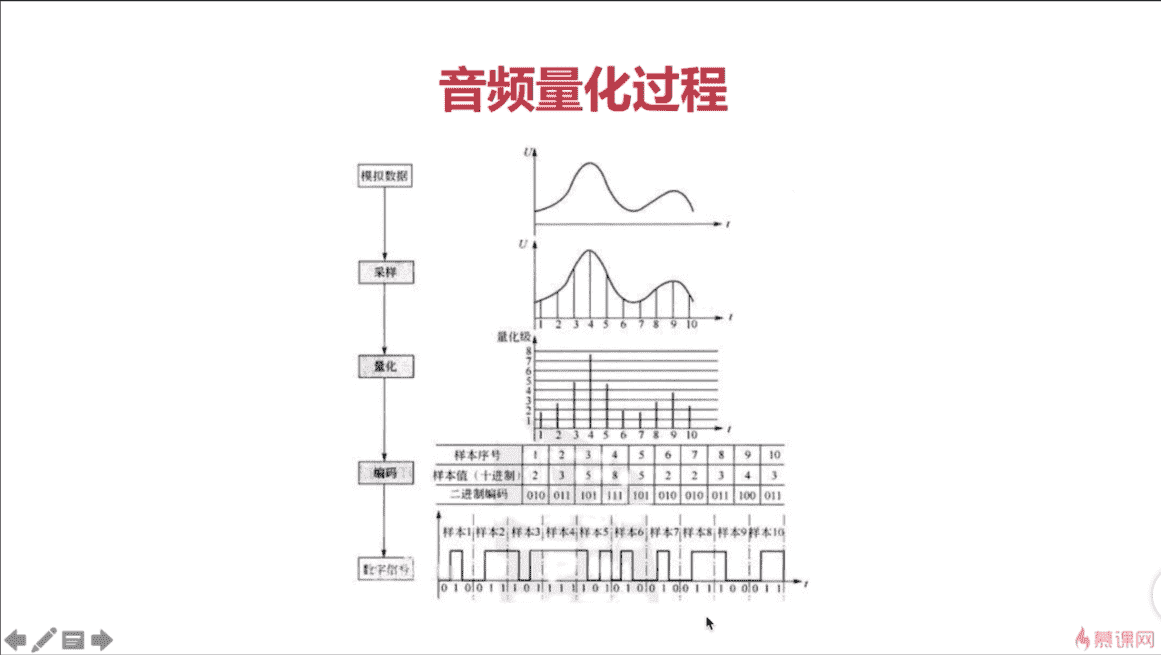 音频量化过程
模拟数据
U
t
采样
U
1 2 3 4 5 6 7 8 9 10
t
量化
量化级
8
7
6
5
4
3
2
1
1 2 3 4 5 6 7 8 9 10
t
编码
样本序号 1 2 3 4 5 6 7 8 9 10
样本值（十进制） 2 3 5 8 5 2 2 3 4 3
二进制编码 010 011 101 111 101 010 010 011 100 011
样本1 样本2 样本3 样本4 样本5 样本6 样本7 样本8 样本9 样本10
数字信号
0 1 0 0 1 1 1 0 1 1 1 1 1 0 1 0 1 0 0 1 0 0 1 1 1 0 0 0 1 1
t
慕课网